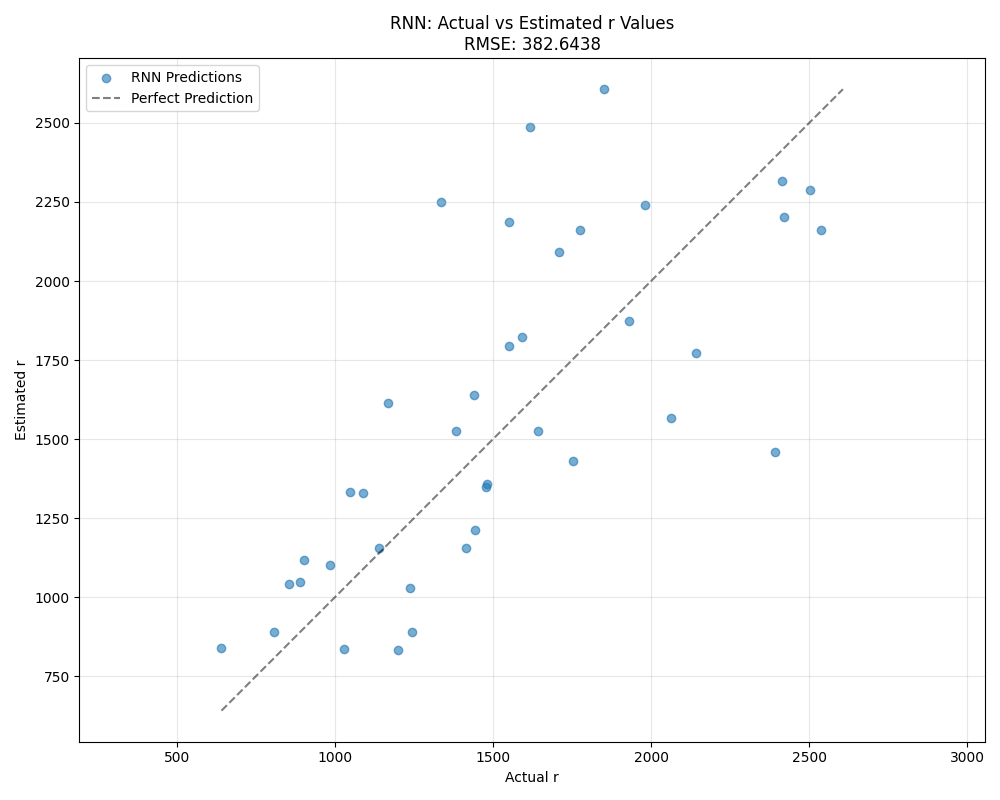 RNN: Actual vs Estimated r Values
RMSE: 382.6438
RNN Predictions
Perfect Prediction
2500
2250
2000
1750
1500
1250
1000
750
Estimated r
500
1000
1500
2000
2500
3000
Actual r